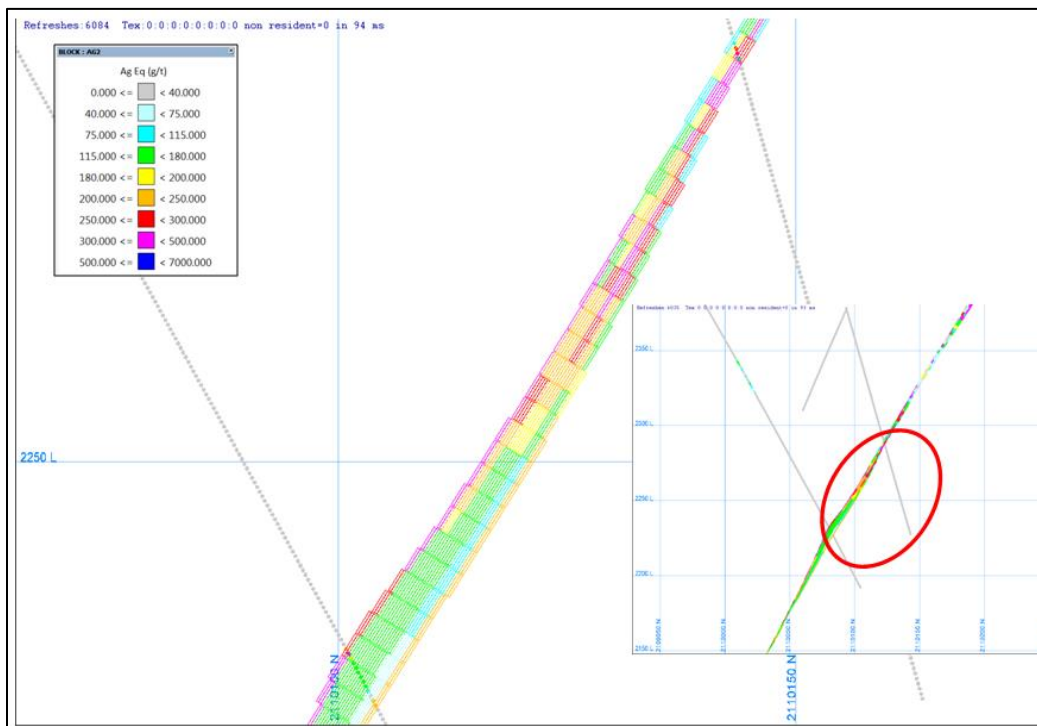 Refreshes:6084 Tex:0:0:0:0:0:0:0:0 non resident=0 in 94 ms
BLOCK : AG2
Ag Eq (g/t)
0.000 <= < 40.000
40.000 <= < 75.000
75.000 <= < 115.000
115.000 <= < 180.000
180.000 <= < 200.000
200.000 <= < 250.000
250.000 <= < 300.000
300.000 <= < 500.000
500.000 <= < 7000.000
2250 L
2110100 N
2110150 N
2350 L
2300 L
2250 L
2200 L
2150 L
2110100 N
2110150 N
2110200 N